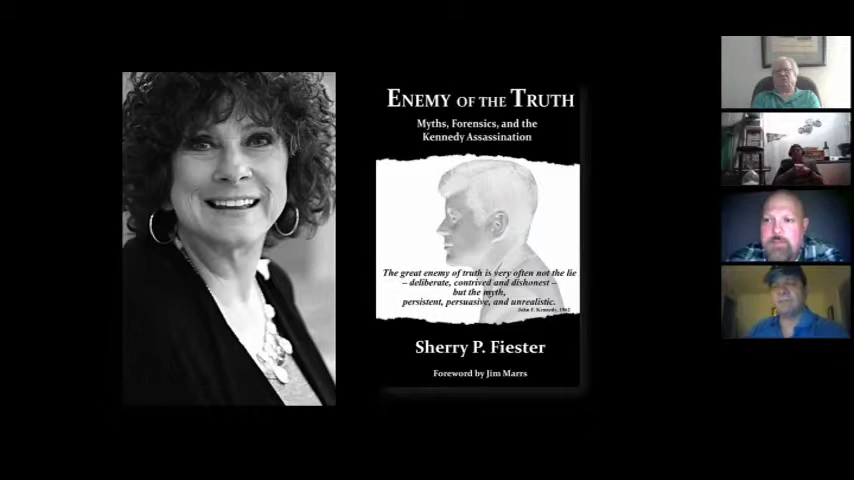 ENEMY OF THE TRUTH
Myths, Forensics, and the
Kennedy Assassination
The great enemy of truth is very often not the lie
– deliberate, contrived and dishonest –
but the myth,
persistent, persuasive, and unrealistic.
John F. Kennedy, 1962
Sherry P. Fiester
Foreword by Jim Marrs